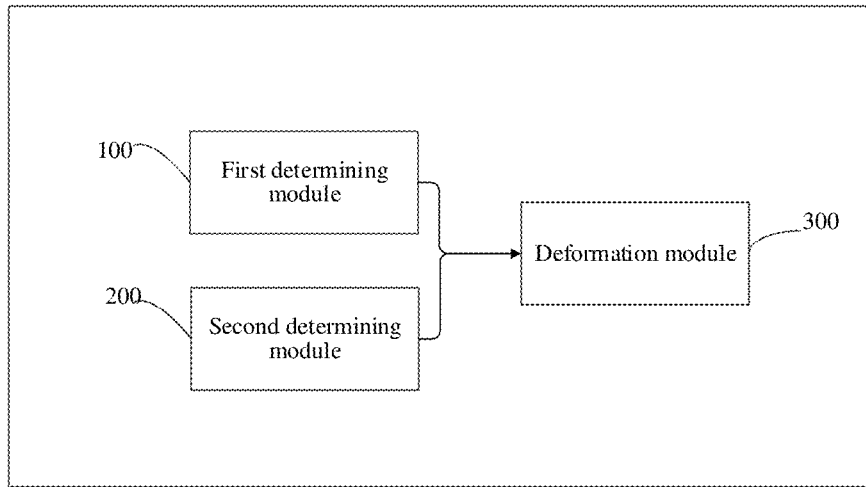 100
First determining
module
200
Second determining
module
Deformation module
300